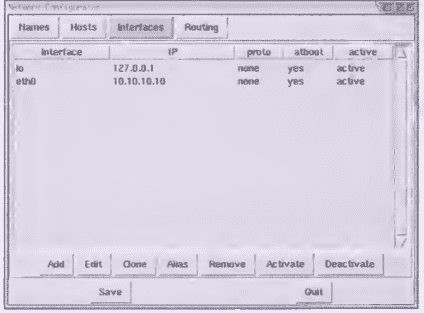 Network Configurator
Names Hosts Interfaces Routing
Interface IP proto atboot active
lo 127.0.0.1 none yes active
eth0 10.10.10.10 none yes active
Add Edit Clone Alias Remove Activate Deactivate
Save Quit